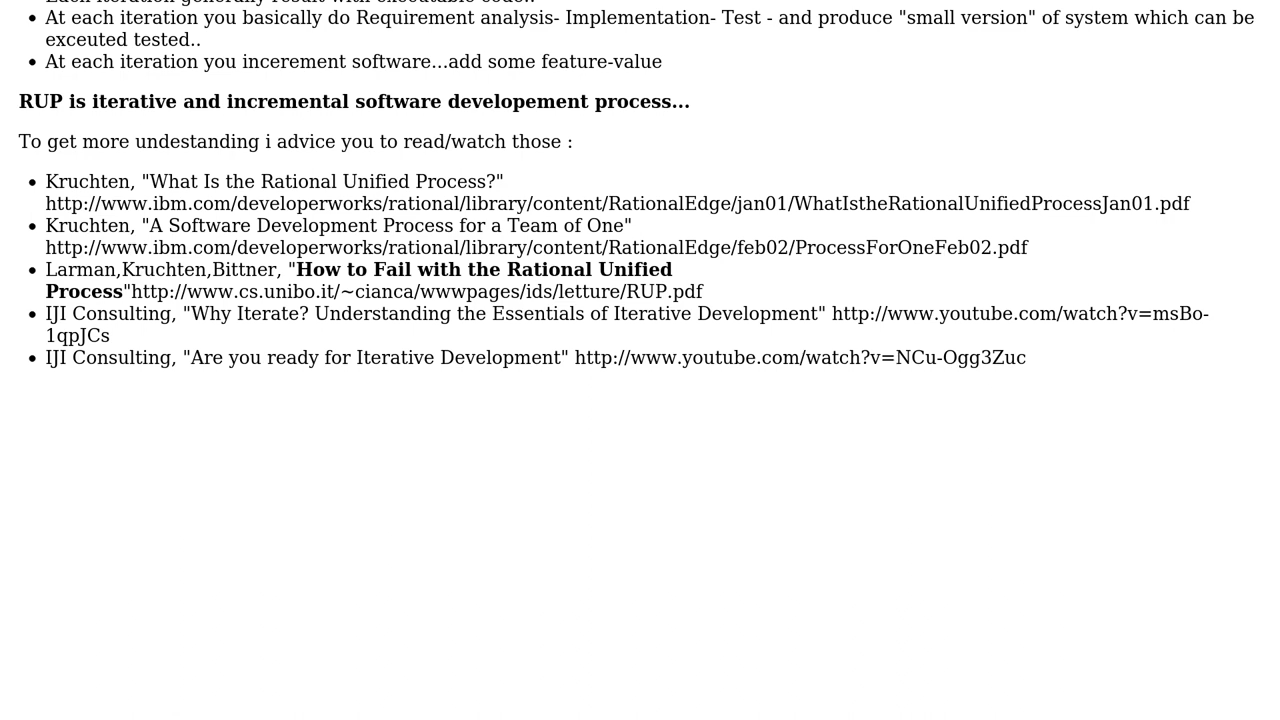 Each iteration generally result with executable code..
At each iteration you basically do Requirement analysis- Implementation- Test - and produce "small version" of system which can be
exceuted tested..
At each iteration you incerement software...add some feature-value
RUP is iterative and incremental software developement process...
To get more undestanding i advice you to read/watch those :
Kruchten, "What Is the Rational Unified Process?"
http://www.ibm.com/developerworks/rational/library/content/RationalEdge/jan01/WhatIstheRationalUnifiedProcessJan01.pdf
Kruchten, "A Software Development Process for a Team of One"
http://www.ibm.com/developerworks/rational/library/content/RationalEdge/feb02/ProcessForOneFeb02.pdf
Larman,Kruchten,Bittner, "How to Fail with the Rational Unified
Process"http://www.cs.unibo.it/~cianca/wwwpages/ids/letture/RUP.pdf
IJI Consulting, "Why Iterate? Understanding the Essentials of Iterative Development" http://www.youtube.com/watch?v=msBo-
1qpJCs
IJI Consulting, "Are you ready for Iterative Development" http://www.youtube.com/watch?v=NCu-Ogg3Zuc